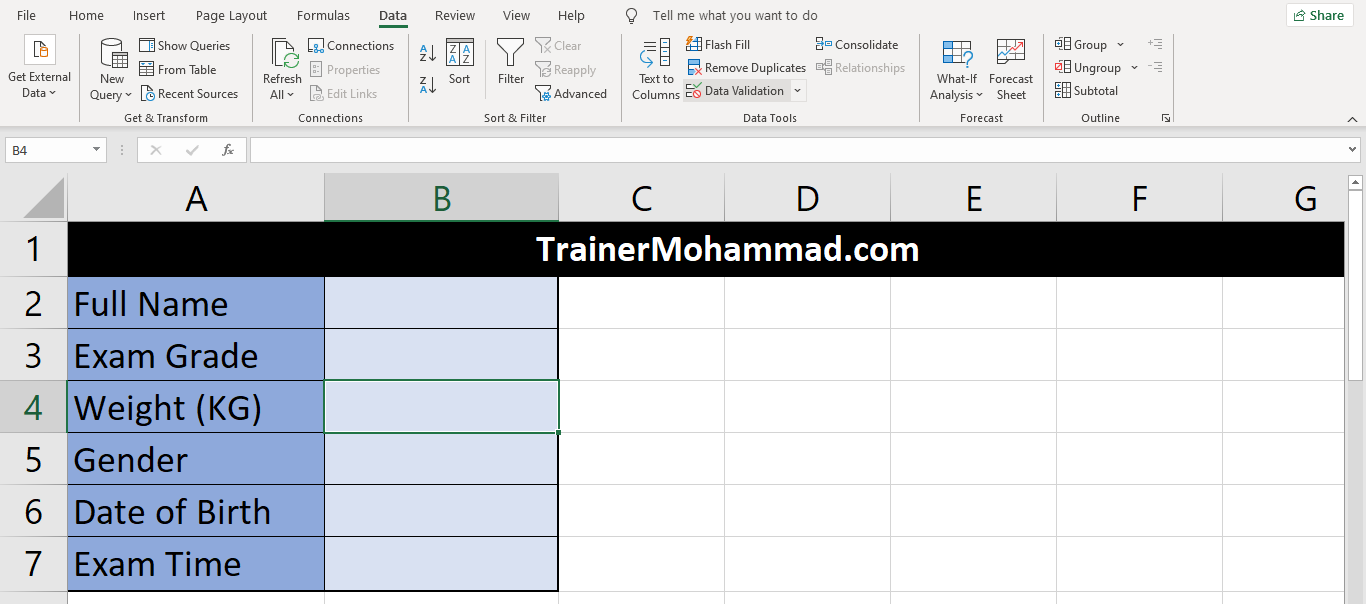 File Home Insert Page Layout Formulas Data Review View Help Tell me what you want to do Share
Get External Data
New Query
Show Queries
From Table
Recent Sources
Get & Transform
Refresh All
Connections
Properties
Edit Links
Connections
Sort
Filter
Clear
Reapply
Advanced
Sort & Filter
Text to Columns
Flash Fill
Remove Duplicates
Data Validation
Consolidate
Relationships
Data Tools
What-If Analysis
Forecast Sheet
Forecast
Group
Ungroup
Subtotal
Outline
B4 fx
A B C D E F G
1 TrainerMohammad.com
2 Full Name
3 Exam Grade
4 Weight (KG)
5 Gender
6 Date of Birth
7 Exam Time